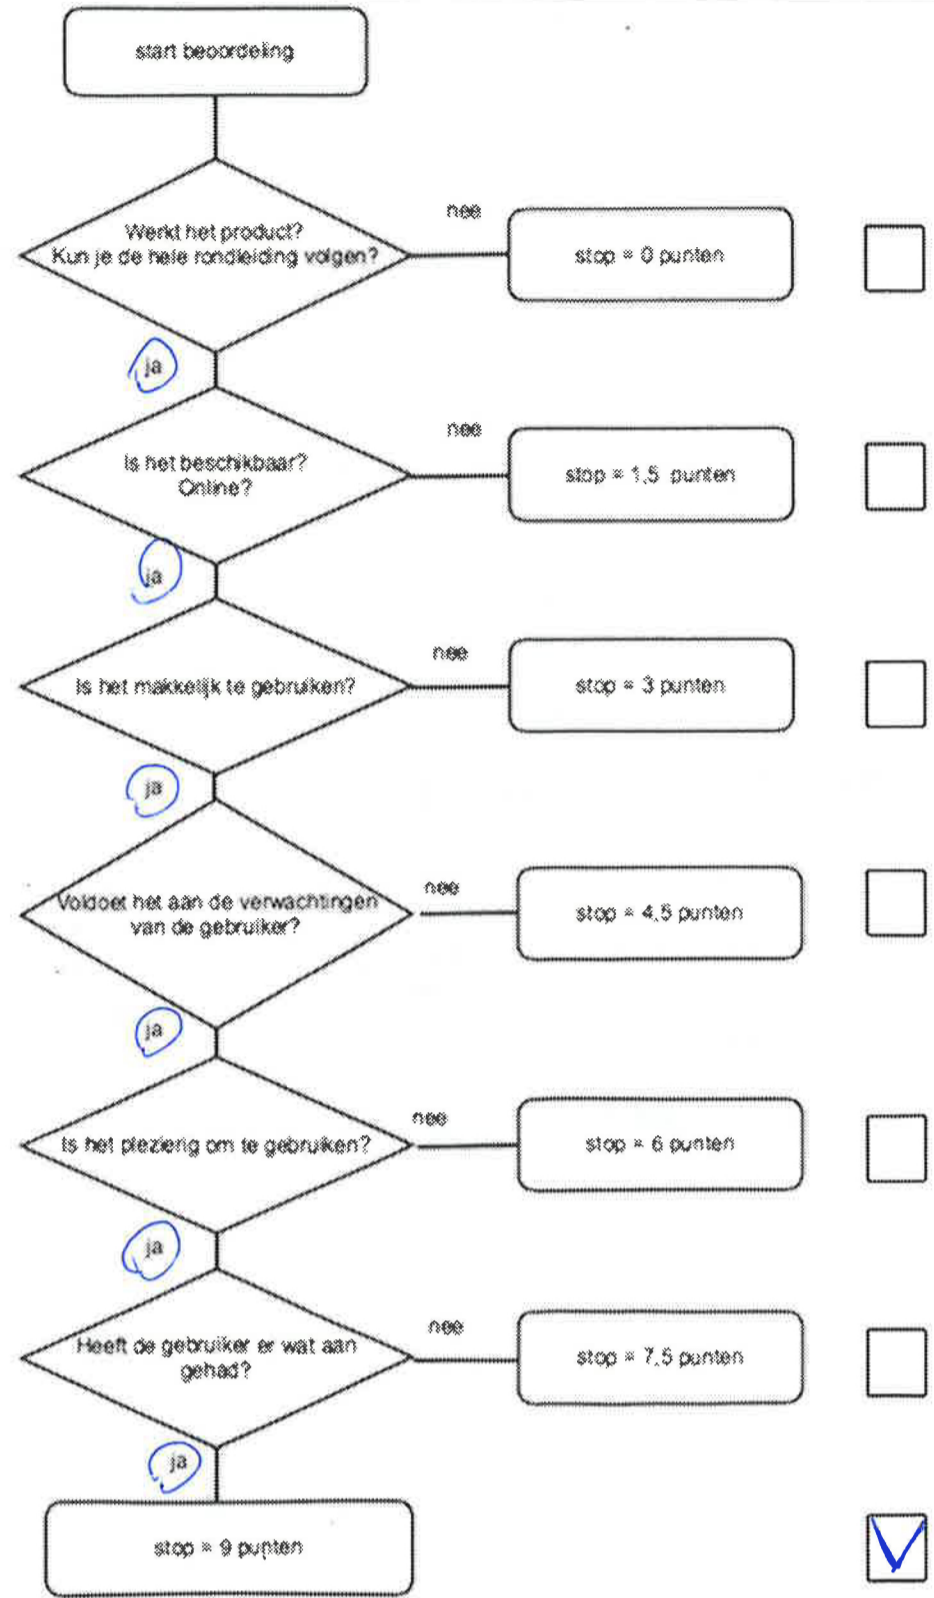 start beoordeling
Werkt het product?
Kun je de hele rondleiding volgen?
nee
stop = 0 punten
ja
Is het beschikbaar?
Online?
nee
stop = 1,5 punten
ja
Is het makkelijk te gebruiken?
nee
stop = 3 punten
ja
Voldoet het aan de verwachtingen
van de gebruiker?
nee
stop = 4,5 punten
ja
Is het plezierig om te gebruiken?
nee
stop = 6 punten
ja
Heeft de gebruiker er wat aan
gehad?
nee
stop = 7,5 punten
ja
stop = 9 punten